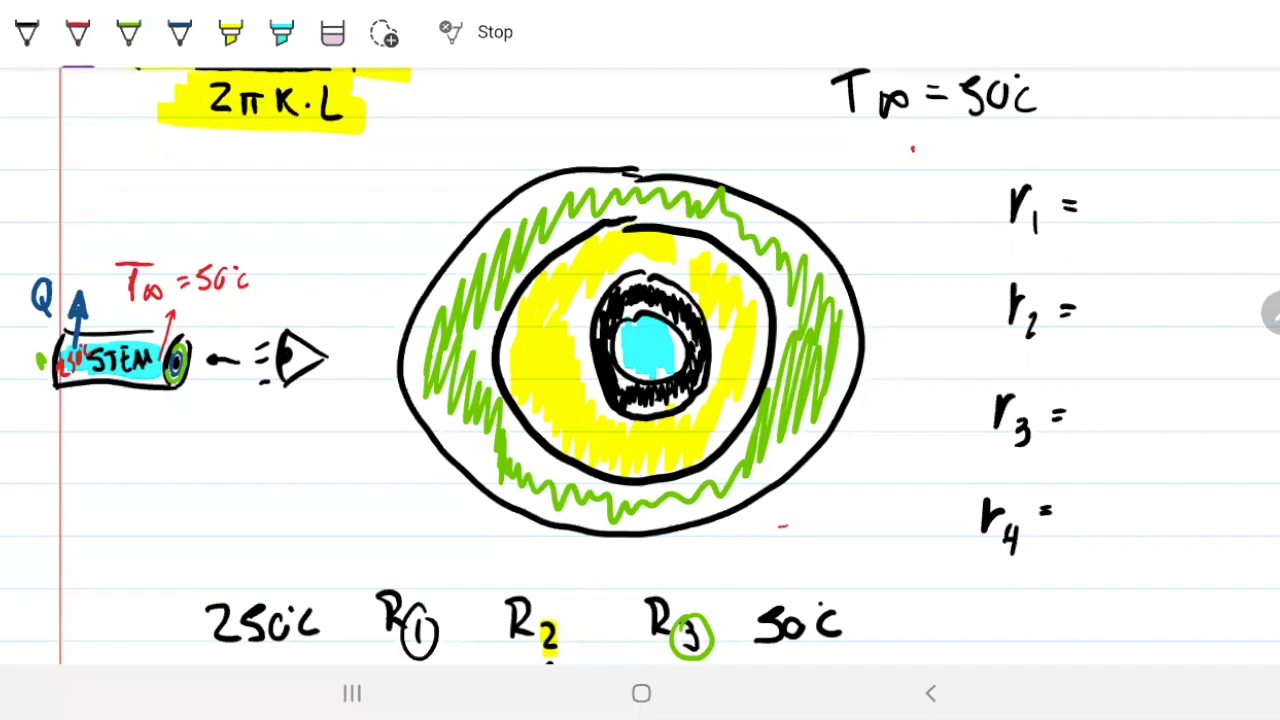 Stop
2πK·L
T∞ = 50°C
r1 =
T∞ = 50°C
Q
r2 =
STEM
r3 =
r4 =
250°C R1 R2 R3 50°C